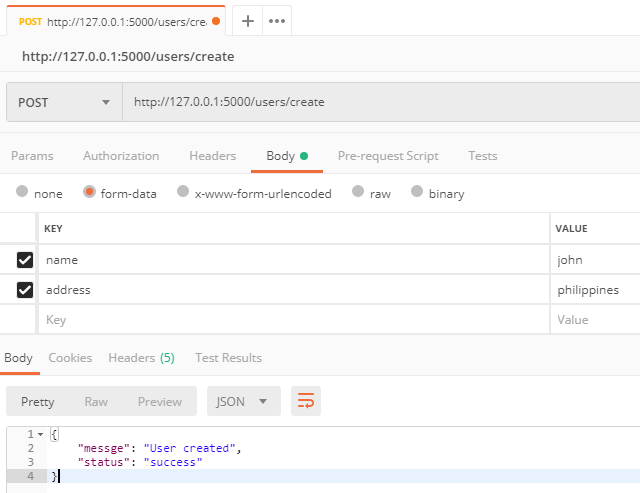 POST http://127.0.0.1:5000/users/cre
http://127.0.0.1:5000/users/create
POST http://127.0.0.1:5000/users/create
Params Authorization Headers Body Pre-request Script Tests
none form-data x-www-form-urlencoded raw binary
KEY VALUE
name john
address philippines
Key Value
Body Cookies Headers (5) Test Results
Pretty Raw Preview JSON
1 {
2 "messge": "User created",
3 "status": "success"
4 }